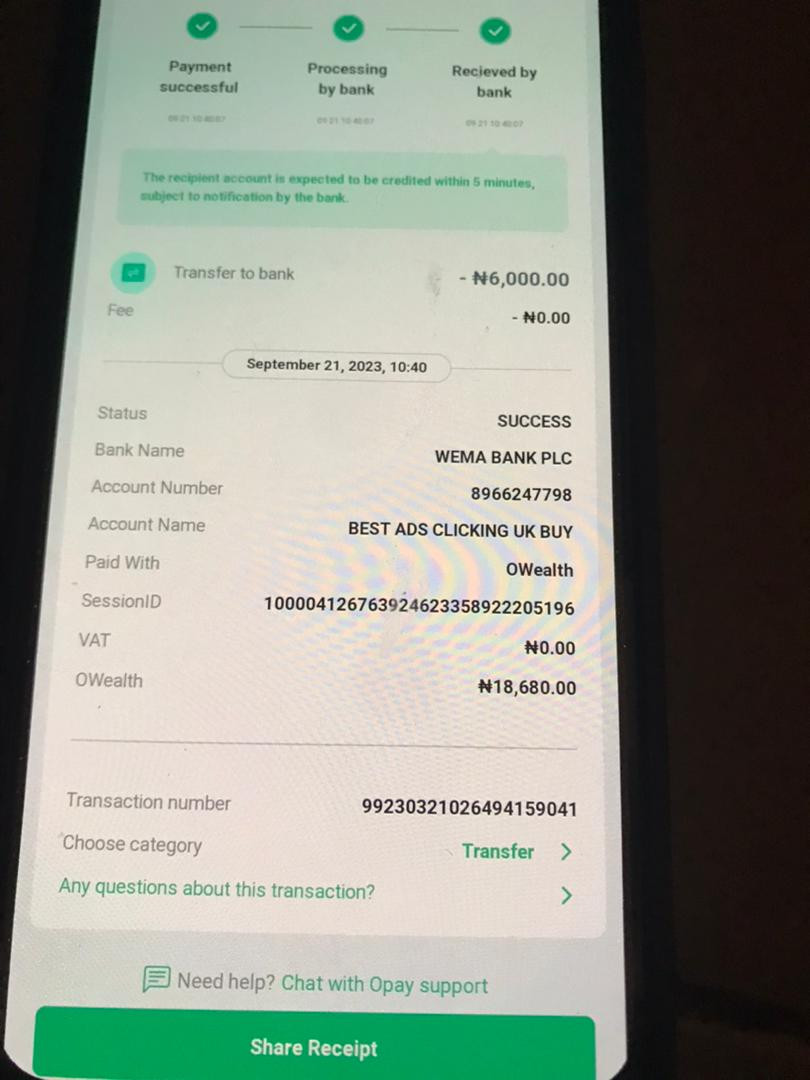 Payment successful
09-21 10:40:07
Processing by bank
09-21 10:40:07
Recieved by bank
09-21 10:40:07
The recipient account is expected to be credited within 5 minutes,
subject to notification by the bank.
Transfer to bank - ₦6,000.00
Fee - ₦0.00
September 21, 2023, 10:40
Status SUCCESS
Bank Name WEMA BANK PLC
Account Number 8966247798
Account Name BEST ADS CLICKING UK BUY
Paid With OWealth
SessionID 100004126763924623358922205196
VAT ₦0.00
OWealth ₦18,680.00
Transaction number 99230321026494159041
Choose category Transfer
Any questions about this transaction?
Need help? Chat with Opay support
Share Receipt